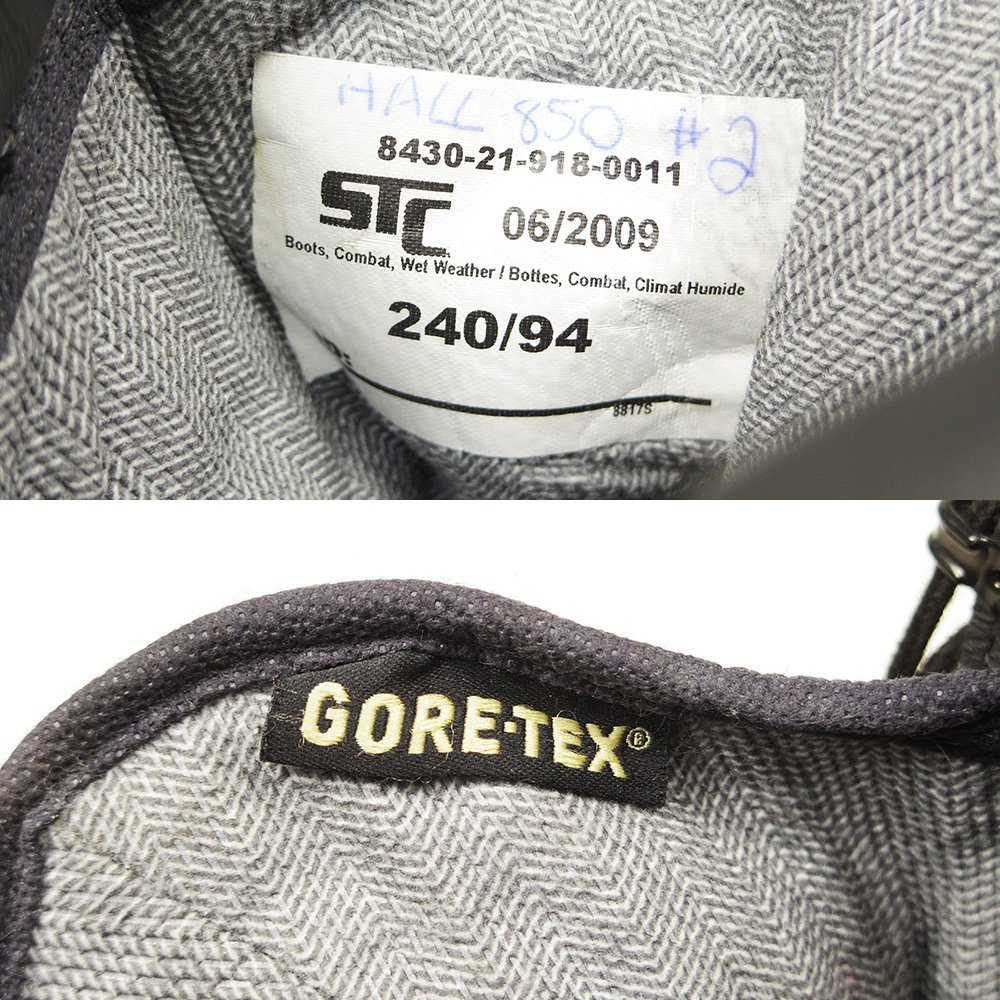 HALL 850 #2
8430-21-918-0011
STC 06/2009
Boots, Combat, Wet Weather / Bottes, Combat, Climat Humide
240/94
8817S
GORE-TEX®